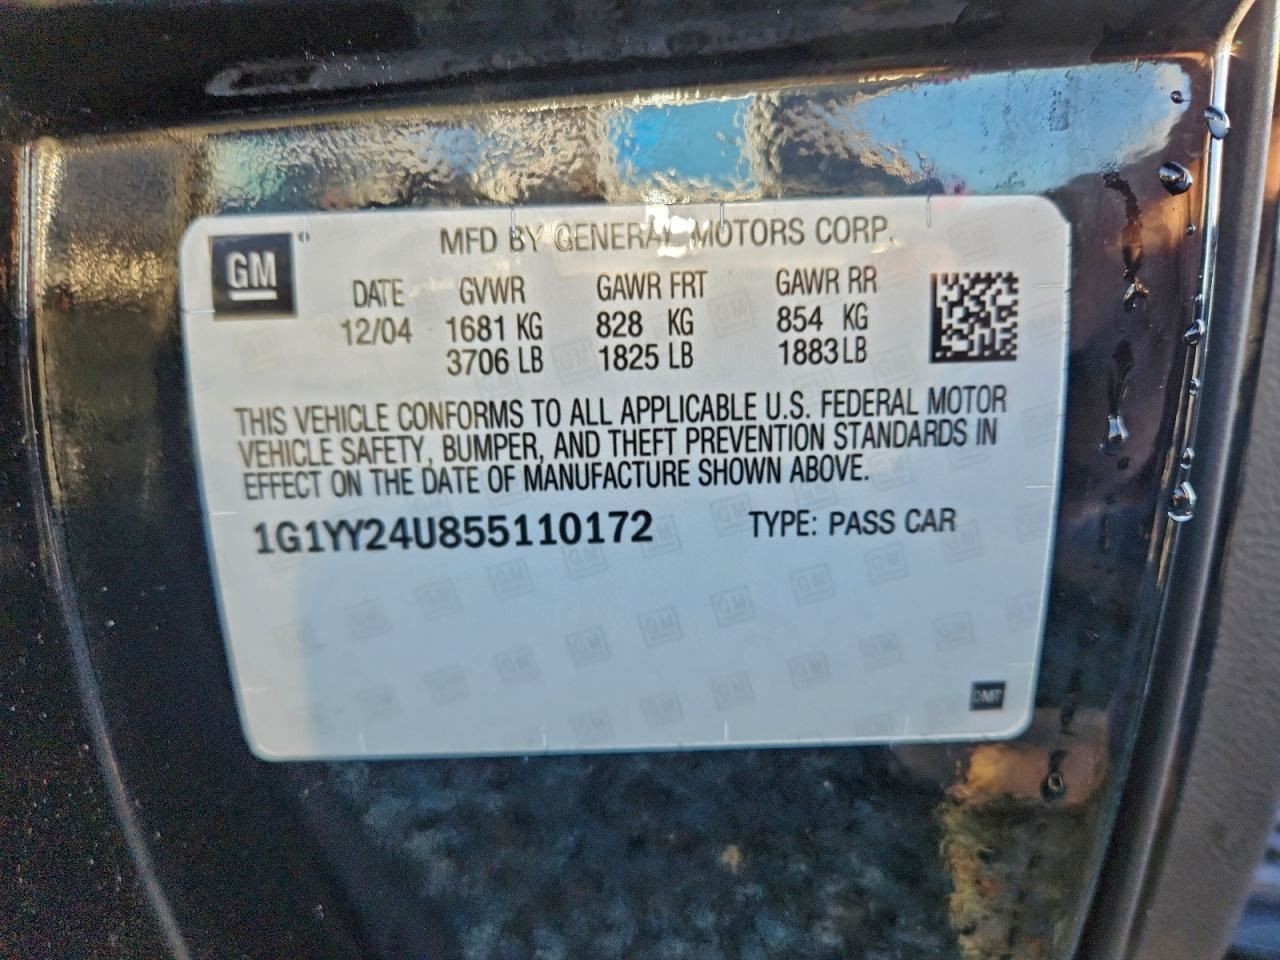 GM
MFD BY GENERAL MOTORS CORP.
DATE GVWR GAWR FRT GAWR RR
12/04 1681 KG 828 KG 854 KG
3706 LB 1825 LB 1883 LB
THIS VEHICLE CONFORMS TO ALL APPLICABLE U.S. FEDERAL MOTOR
VEHICLE SAFETY, BUMPER, AND THEFT PREVENTION STANDARDS IN
EFFECT ON THE DATE OF MANUFACTURE SHOWN ABOVE.
1G1YY24U855110172 TYPE: PASS CAR